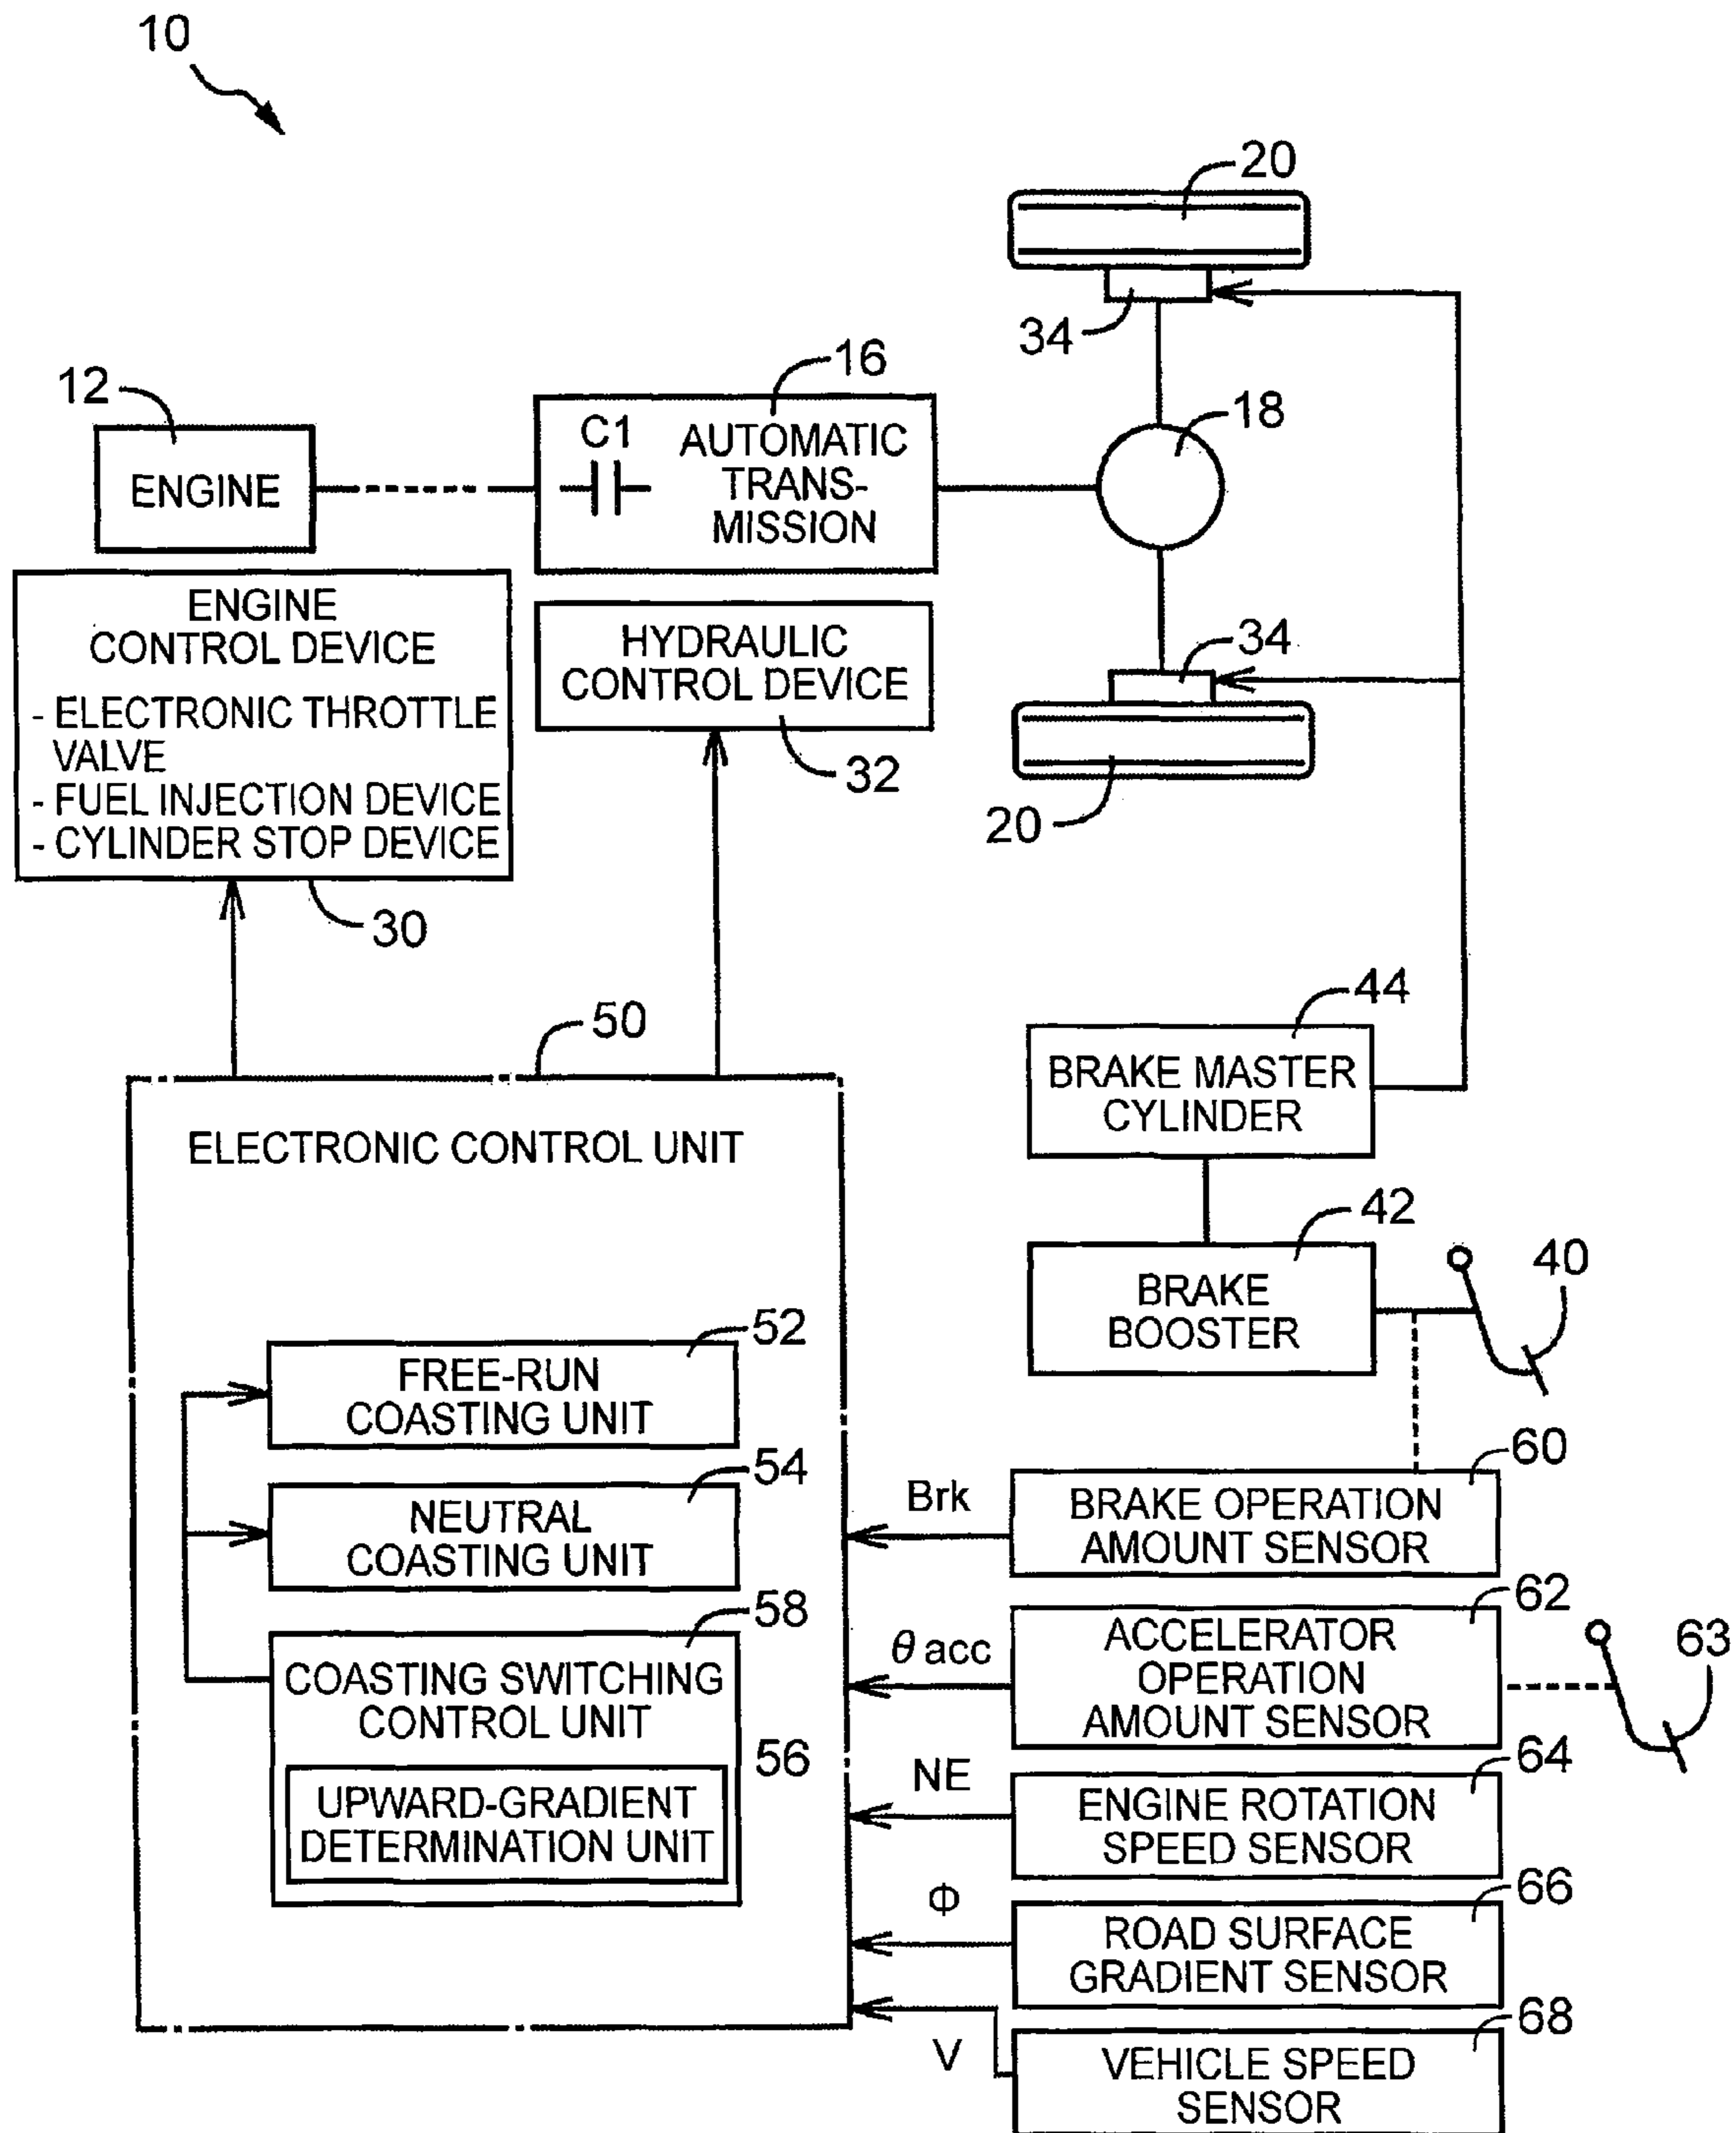 10
20
34
16
12
18
C1
AUTOMATIC
TRANS-
MISSION
ENGINE
ENGINE
CONTROL DEVICE
- ELECTRONIC THROTTLE
VALVE
- FUEL INJECTION DEVICE
- CYLINDER STOP DEVICE
30
HYDRAULIC
CONTROL DEVICE
32
34
20
44
BRAKE MASTER
CYLINDER
42
BRAKE
BOOSTER
40
50
ELECTRONIC CONTROL UNIT
52
FREE-RUN
COASTING UNIT
54
NEUTRAL
COASTING UNIT
58
COASTING SWITCHING
CONTROL UNIT
56
UPWARD-GRADIENT
DETERMINATION UNIT
Brk
60
BRAKE OPERATION
AMOUNT SENSOR
θ acc
62
ACCELERATOR
OPERATION
AMOUNT SENSOR
63
NE
64
ENGINE ROTATION
SPEED SENSOR
Φ
66
ROAD SURFACE
GRADIENT SENSOR
V
68
VEHICLE SPEED
SENSOR